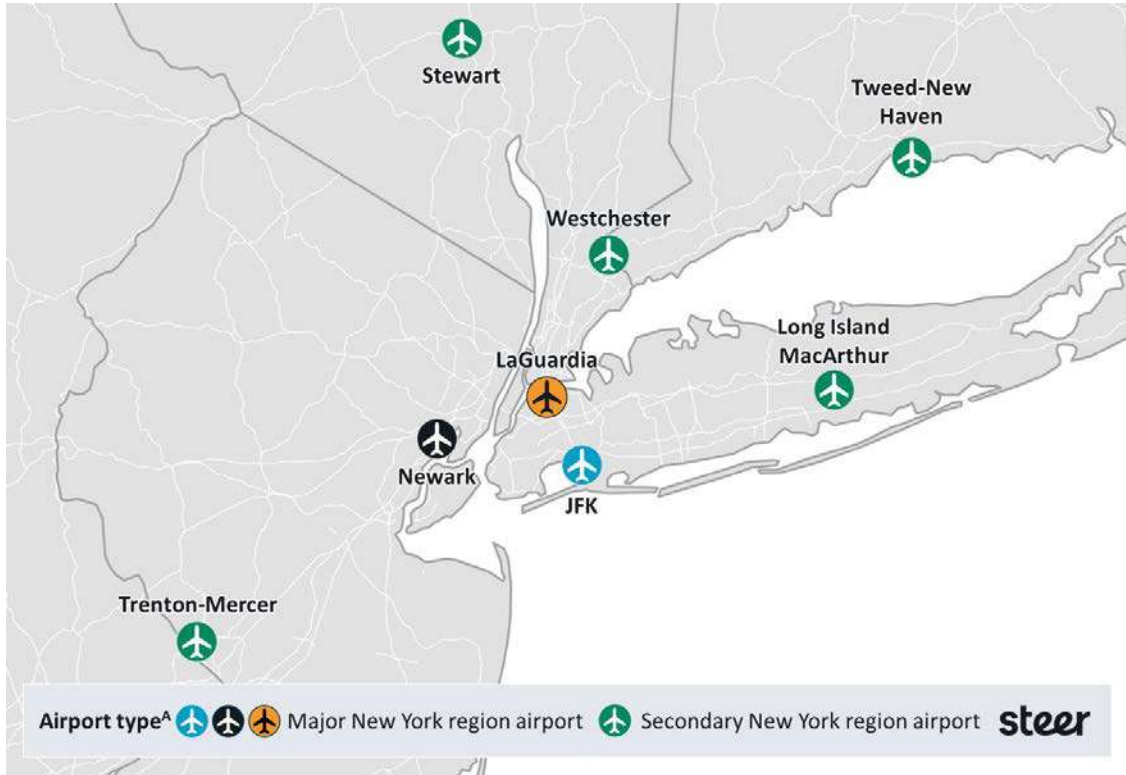 Stewart
Tweed-New
Haven
Westchester
Long Island
MacArthur
LaGuardia
Newark
JFK
Trenton-Mercer
Airport typeᴬ Major New York region airport Secondary New York region airport steer